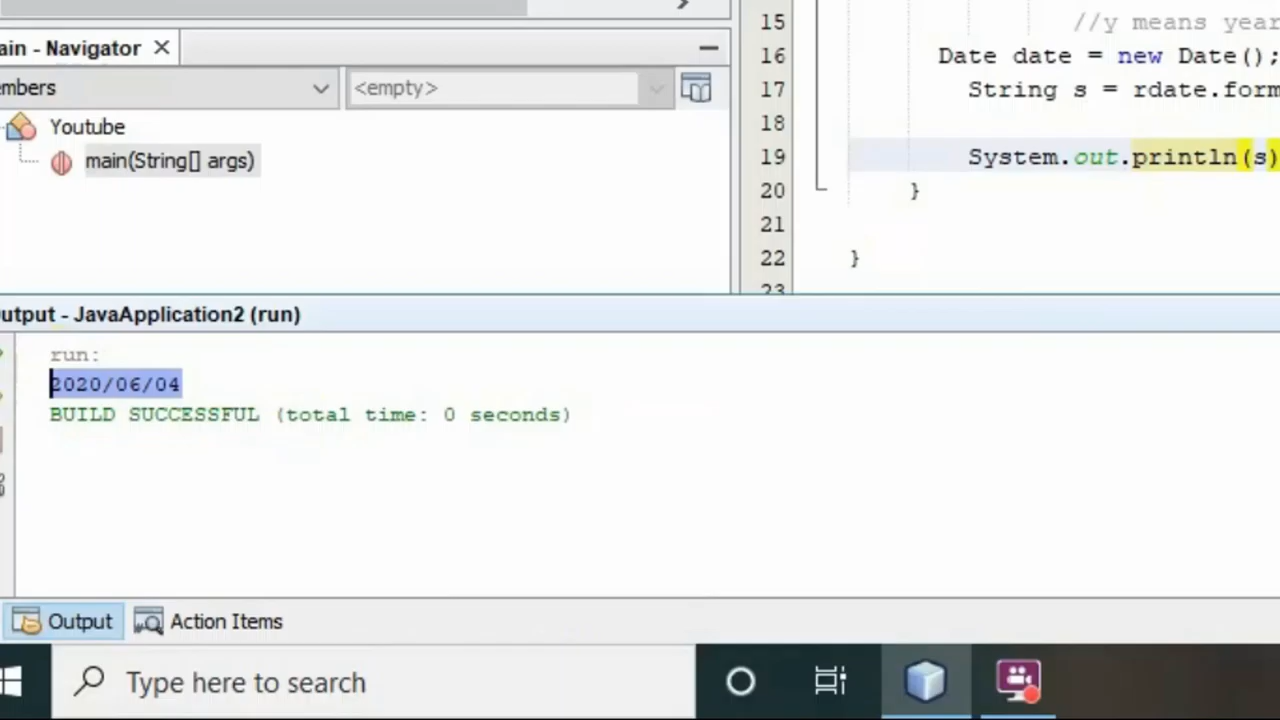 ain - Navigator
embers
<empty>
Youtube
main(String[] args)
15 //y means year
16 Date date = new Date();
17 String s = rdate.form
18
19 System.out.println(s)
20 }
21
22 }
23
Output - JavaApplication2 (run)
run:
2020/06/04
BUILD SUCCESSFUL (total time: 0 seconds)
Output
Action Items
Type here to search